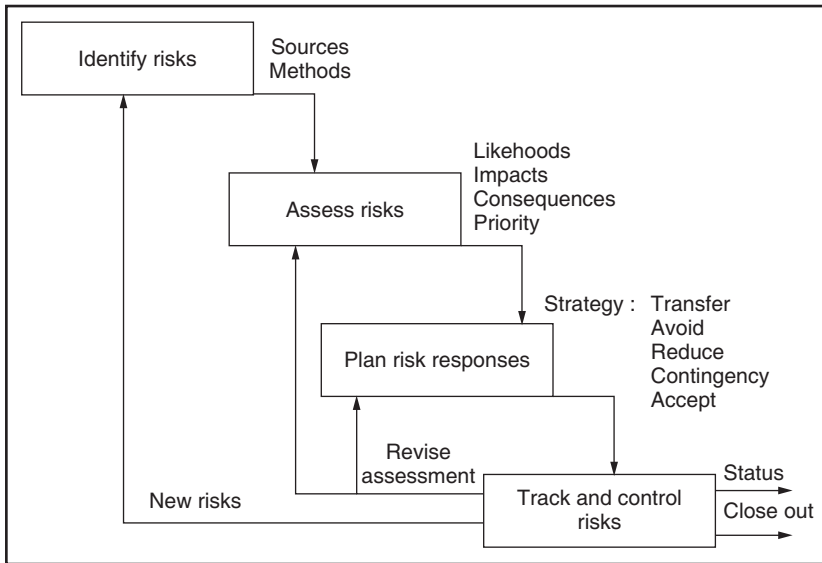 Identify risks
Sources
Methods
Likehoods
Impacts
Consequences
Priority
Assess risks
Strategy : Transfer
Avoid
Reduce
Contingency
Accept
Plan risk responses
Revise
assessment
New risks
Track and control
risks
Status
Close out